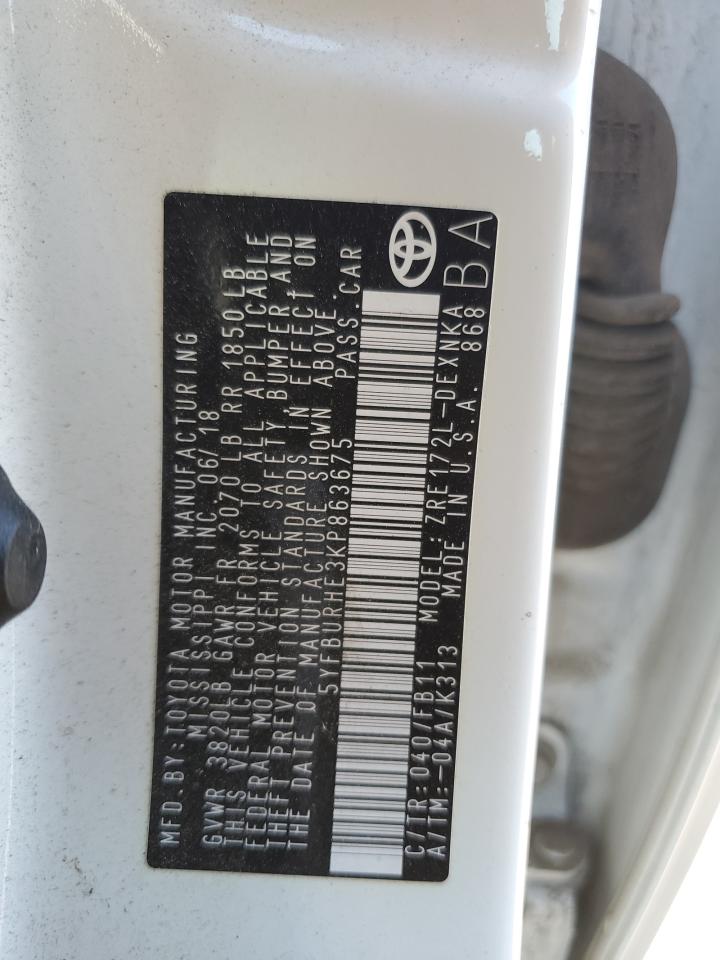 MFD.BY:TOYOTA MOTOR MANUFACTURING
MISSISSIPPI INC. 06/18
GVWR 3820LB GAWR FR 2070 LB RR 1850 LB
THIS VEHICLE CONFORMS TO ALL APPLICABLE
FEDERAL MOTOR VEHICLE SAFETY, BUMPER, AND
THEFT PREVENTION STANDARDS IN EFFECT ON
THE DATE OF MANUFACTURE SHOWN ABOVE.
5YFBURHE3KP863675 PASS.CAR
C/TR:040/FB11 MODEL:ZRE172L-DEXNKA
A/TM:-04A/K313 MADE IN U.S.A. 868
BA